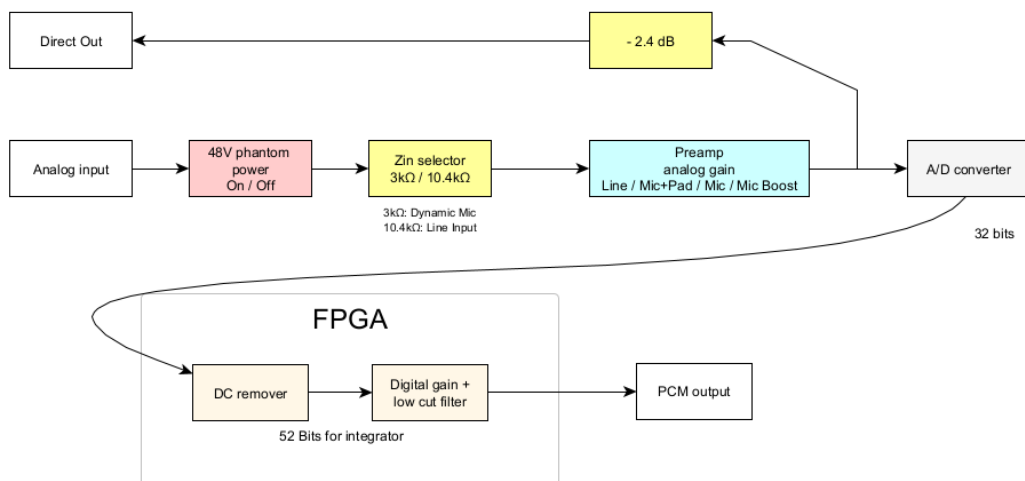 Direct Out
- 2.4 dB
Analog input
48V phantom
power
On / Off
Zin selector
3kΩ / 10.4kΩ
Preamp
analog gain
Line / Mic+Pad / Mic / Mic Boost
A/D converter
3kΩ: Dynamic Mic
10.4kΩ: Line Input
32 bits
FPGA
DC remover
Digital gain +
low cut filter
PCM output
52 Bits for integrator